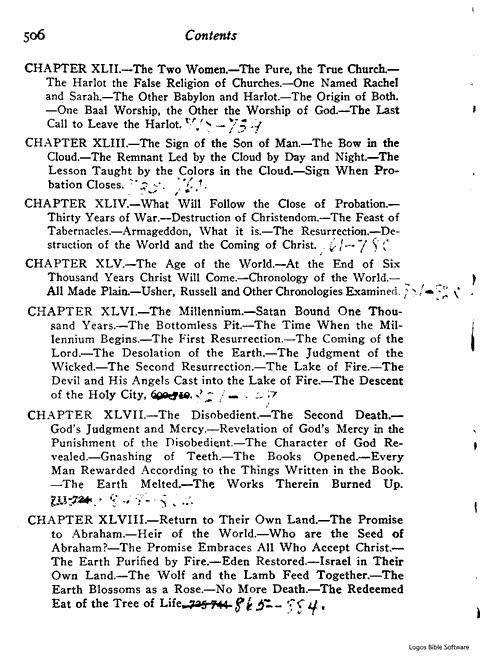 506 Contents
CHAPTER XLII.—The Two Women.—The Pure, the True Church.—
The Harlot the False Religion of Churches.—One Named Rachel
and Sarah.—The Other Babylon and Harlot.—The Origin of Both.
—One Baal Worship, the Other the Worship of God.—The Last
Call to Leave the Harlot.
CHAPTER XLIII.—The Sign of the Son of Man.—The Bow in the
Cloud.—The Remnant Led by the Cloud by Day and Night.—The
Lesson Taught by the Colors in the Cloud.—Sign When Pro-
bation Closes.
CHAPTER XLIV.—What Will Follow the Close of Probation.—
Thirty Years of War.—Destruction of Christendom.—The Feast of
Tabernacles.—Armageddon, What it is.—The Resurrection.—De-
struction of the World and the Coming of Christ.
CHAPTER XLV.—The Age of the World.—At the End of Six
Thousand Years Christ Will Come.—Chronology of the World.—
All Made Plain.—Usher, Russell and Other Chronologies Examined.
CHAPTER XLVI.—The Millennium.—Satan Bound One Thou-
sand Years.—The Bottomless Pit.—The Time When the Mil-
lennium Begins.—The First Resurrection.—The Coming of the
Lord.—The Desolation of the Earth.—The Judgment of the
Wicked.—The Second Resurrection.—The Lake of Fire.—The
Devil and His Angels Cast into the Lake of Fire.—The Descent
of the Holy City,
CHAPTER XLVII.—The Disobedient.—The Second Death.—
God's Judgment and Mercy.—Revelation of God's Mercy in the
Punishment of the Disobedient.—The Character of God Re-
vealed.—Gnashing of Teeth.—The Books Opened.—Every
Man Rewarded According to the Things Written in the Book.
—The Earth Melted.—The Works Therein Burned Up.
711-724
CHAPTER XLVIII.—Return to Their Own Land.—The Promise
to Abraham.—Heir of the World.—Who are the Seed of
Abraham?—The Promise Embraces All Who Accept Christ.—
The Earth Purified by Fire.—Eden Restored.—Israel in Their
Own Land.—The Wolf and the Lamb Feed Together.—The
Earth Blossoms as a Rose.—No More Death.—The Redeemed
Eat of the Tree of Life. 725-744
Logos Bible Software